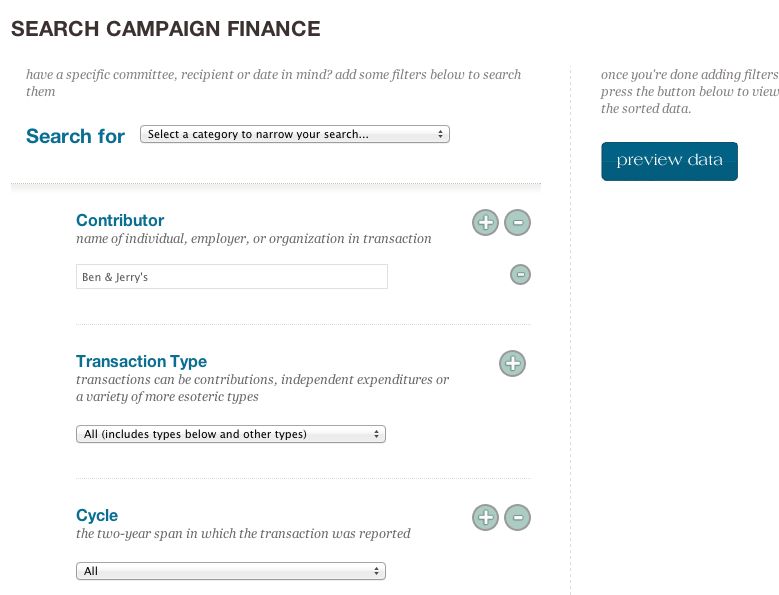 SEARCH CAMPAIGN FINANCE
have a specific committee, recipient or date in mind? add some filters below to search
them
Search for Select a category to narrow your search...
once you're done adding filters
press the button below to view
the sorted data.
preview data
Contributor
name of individual, employer, or organization in transaction
Ben & Jerry's
Transaction Type
transactions can be contributions, independent expenditures or
a variety of more esoteric types
All (includes types below and other types)
Cycle
the two-year span in which the transaction was reported
All